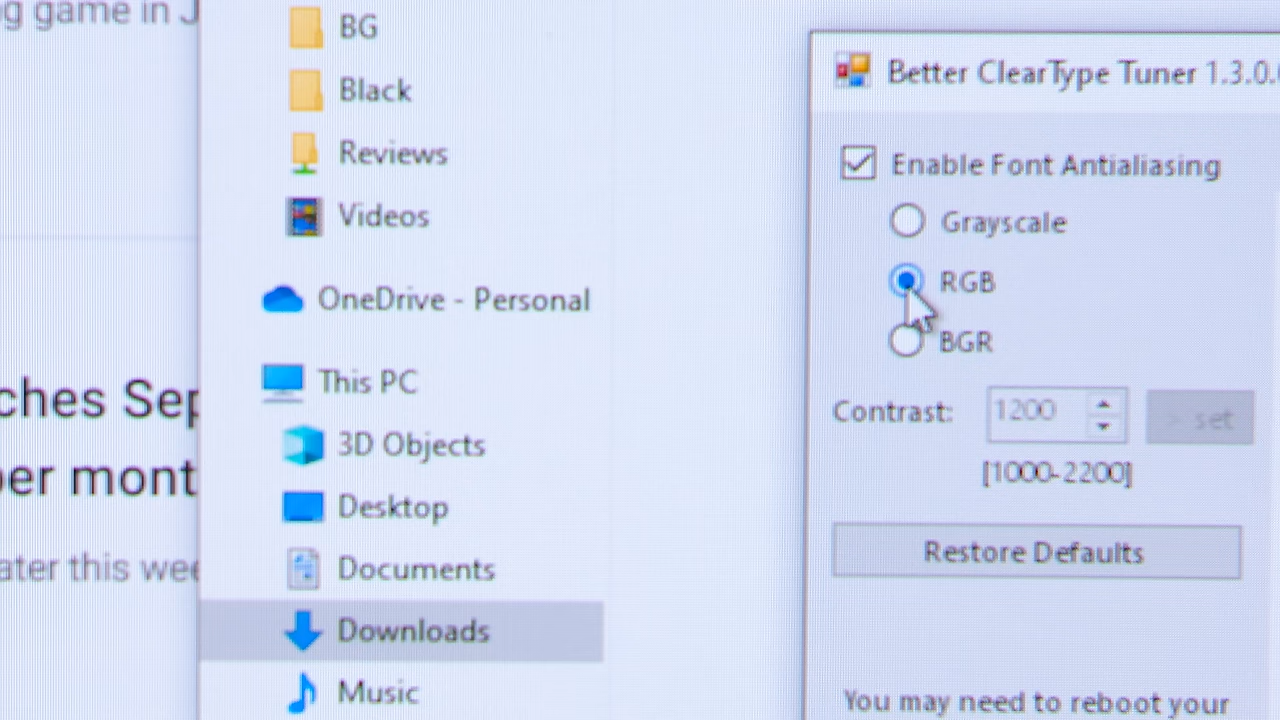 g game in J
ches Sep
per mont
ater this wee
BG
Black
Reviews
Videos
OneDrive - Personal
This PC
3D Objects
Desktop
Documents
Downloads
Music
Better ClearType Tuner 1.3.0.
Enable Font Antialiasing
Grayscale
RGB
BGR
Contrast: 1200 > set
[1000-2200]
Restore Defaults
You may need to reboot your